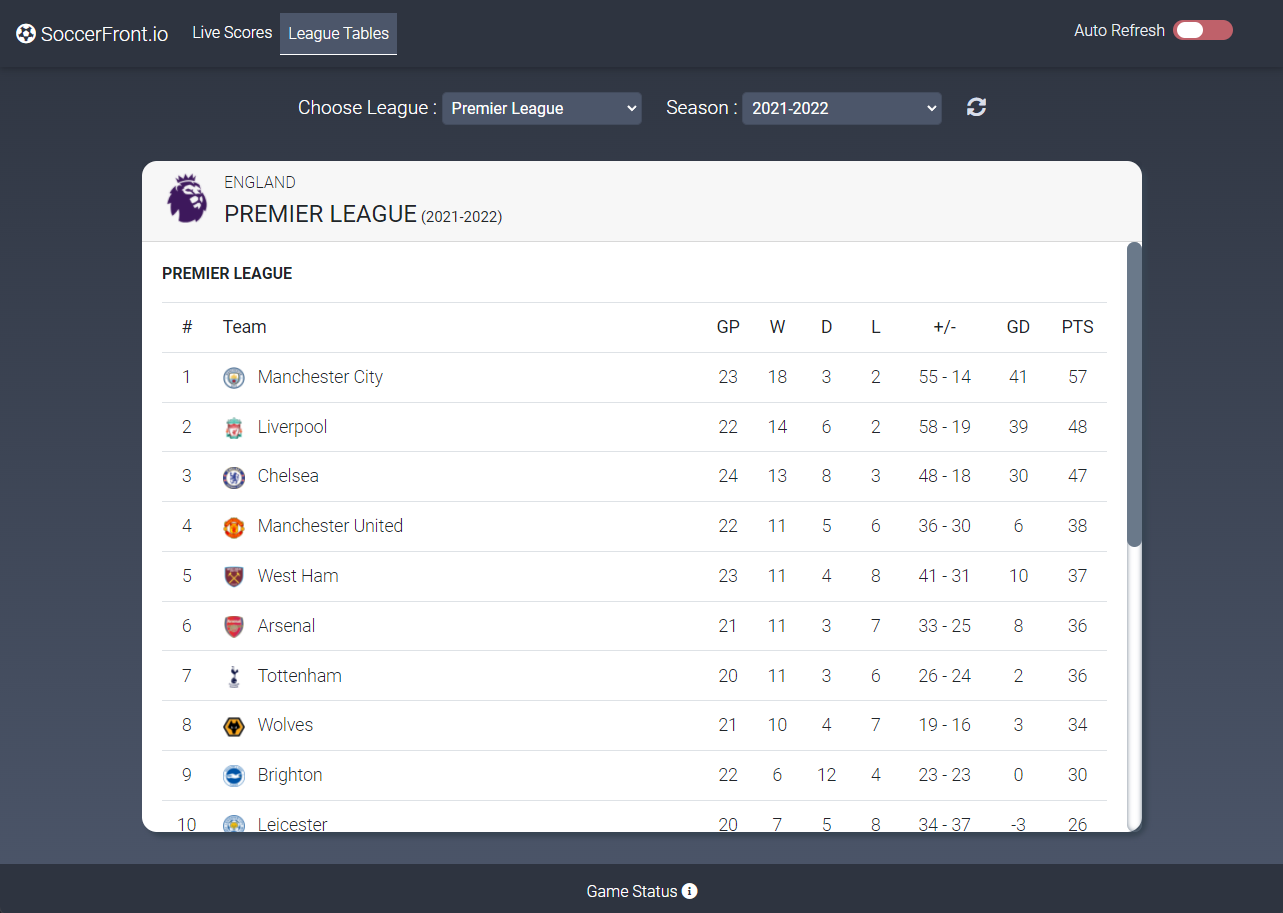 SoccerFront.io Live Scores League Tables Auto Refresh
Choose League : Premier League Season : 2021-2022
ENGLAND
PREMIER LEAGUE (2021-2022)
PREMIER LEAGUE
# Team GP W D L +/- GD PTS
1 Manchester City 23 18 3 2 55 - 14 41 57
2 Liverpool 22 14 6 2 58 - 19 39 48
3 Chelsea 24 13 8 3 48 - 18 30 47
4 Manchester United 22 11 5 6 36 - 30 6 38
5 West Ham 23 11 4 8 41 - 31 10 37
6 Arsenal 21 11 3 7 33 - 25 8 36
7 Tottenham 20 11 3 6 26 - 24 2 36
8 Wolves 21 10 4 7 19 - 16 3 34
9 Brighton 22 6 12 4 23 - 23 0 30
10 Leicester 20 7 5 8 34 - 37 -3 26
Game Status